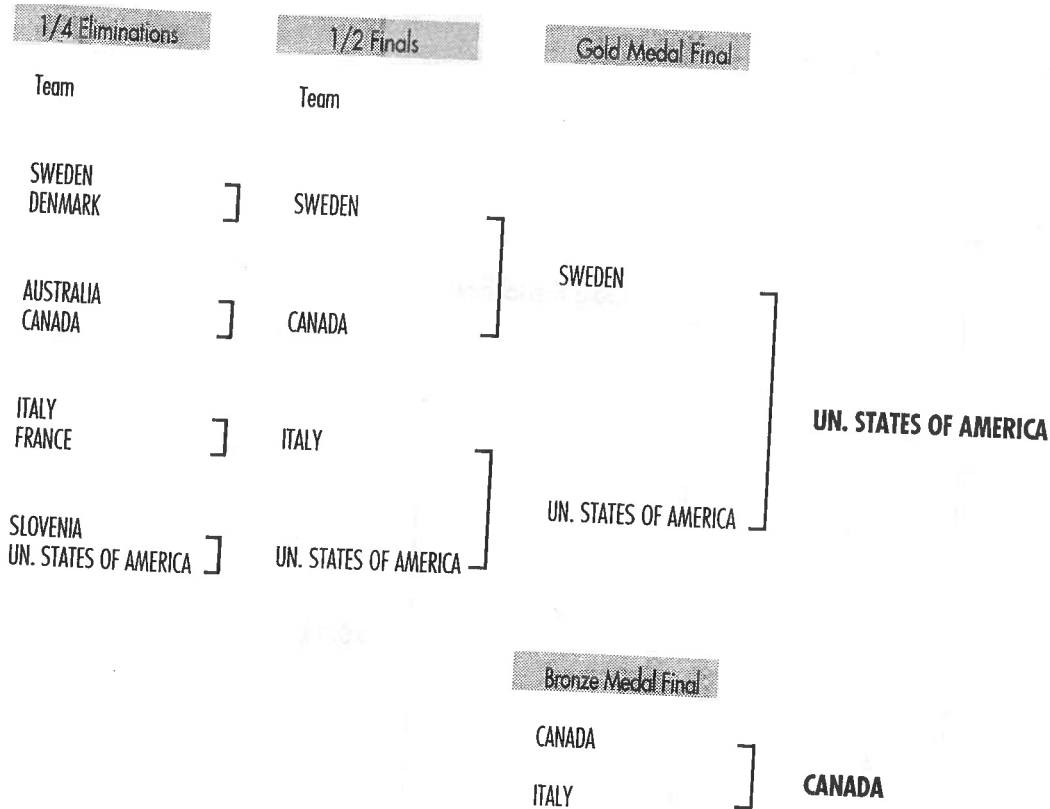 1/4 Eliminations
1/2 Finals
Gold Medal Final
Team
Team
SWEDEN
DENMARK
SWEDEN
SWEDEN
AUSTRALIA
CANADA
CANADA
ITALY
FRANCE
ITALY
UN. STATES OF AMERICA
UN. STATES OF AMERICA
SLOVENIA
UN. STATES OF AMERICA
UN. STATES OF AMERICA
Bronze Medal Final
CANADA
ITALY
CANADA